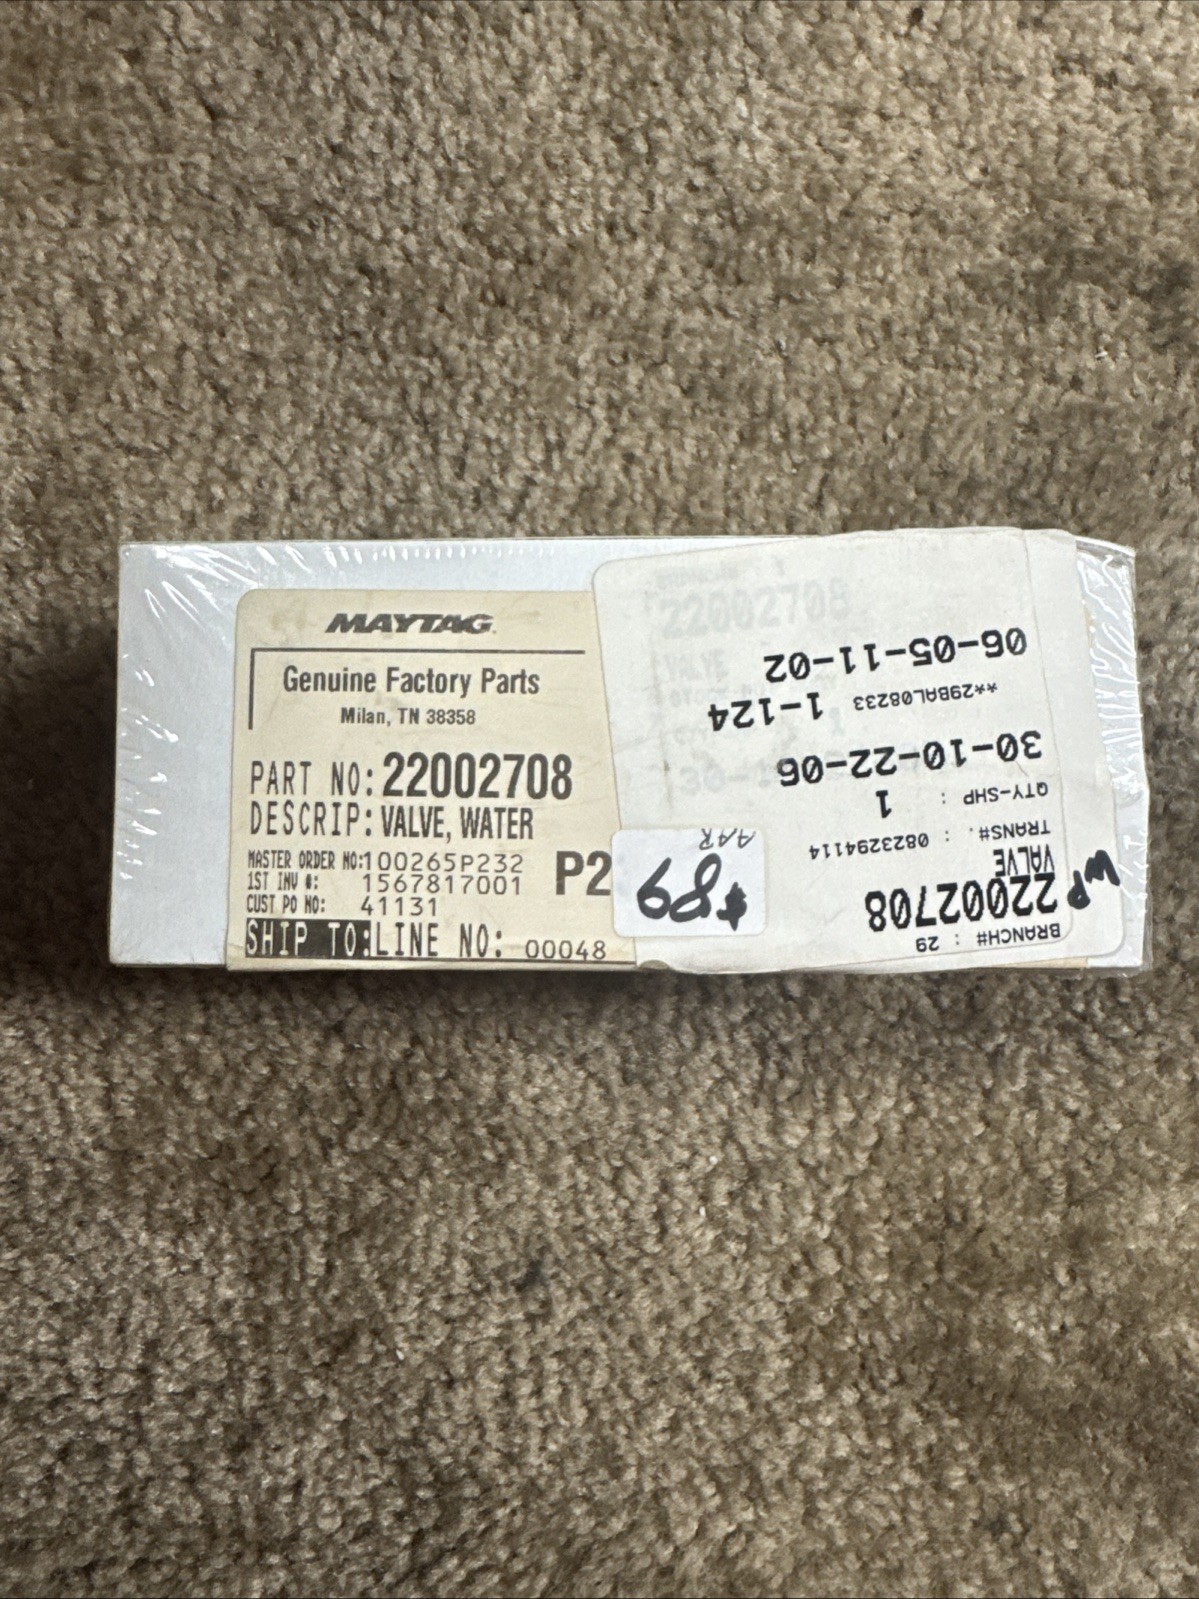 MAYTAG
Genuine Factory Parts
Milan, TN 38358
PART NO: 22002708
DESCRIP: VALVE, WATER
MASTER ORDER NO:100265P232
1ST INV #: 1567817001
CUST PO NO: 41131
P2
SHIP TO: LINE NO: 00048
BRANCH# : 29
22002708
WP
VALVE
TRANS#. : 0823294114
QTY-SHP : 1
30-10-22-06
**29BAL08233 1-124
06-05-11-02
$89
22002708
VALVE